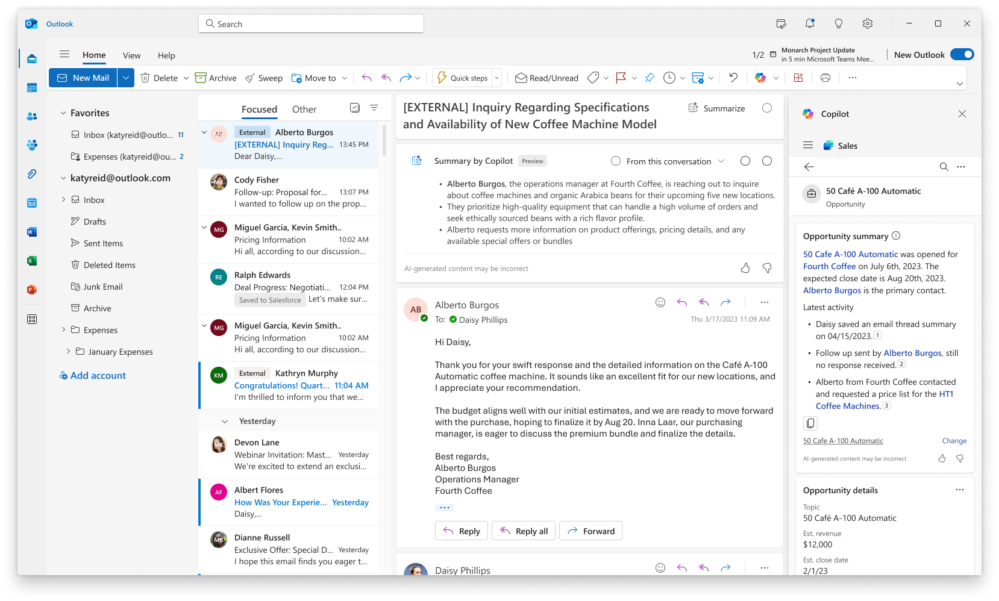 Outlook
Search
Home
View
Help
1/2
Monarch Project Update
in 5 min Microsoft Teams Mee...
New Outlook
New Mail
Delete
Archive
Sweep
Move to
Quick steps
Read/Unread
Favorites
Inbox (katyreid@outlo... 11
Expenses (katyreid@ou... 2
katyreid@outlook.com
Inbox
Drafts
Sent Items
Deleted Items
Junk Email
Archive
Expenses
January Expenses
Add account
Focused
Other
AB
External Alberto Burgos
[EXTERNAL] Inquiry Reg... 13:45 PM
Dear Daisy,...
MK
Cody Fisher
Follow-up: Proposal for... 13:07 PM
I wanted to follow up on the prop...
MG
Miguel Garcia, Kevin Smith..
Pricing Information 10:02 AM
Hi all, according to our discussion...
RE
Ralph Edwards
Deal Progress: Negotiati... 12:04 PM
Saved to Salesforce Let's make sur...
MG
Miguel Garcia, Kevin Smith..
Pricing Information 10:02 AM
Hi all, according to our discussion...
KM
External Kathryn Murphy
Congratulations! Quart... 11:04 AM
I'm thrilled to inform you that we...
Yesterday
MK
Devon Lane
Webinar Invitation: Mast... Yesterday
We're excited to extend an exclusi...
AF
Albert Flores
How Was Your Experie... Yesterday
Daisy,...
MK
Dianne Russell
Exclusive Offer: Special D... Yesterday
I hope this email finds you eager t...
[EXTERNAL] Inquiry Regarding Specifications
and Availability of New Coffee Machine Model
Summarize
Summary by Copilot Preview
From this conversation
• Alberto Burgos, the operations manager at Fourth Coffee, is reaching out to inquire
about coffee machines and organic Arabica beans for their upcoming five new locations.
• They prioritize high-quality equipment that can handle a high volume of orders and
seek ethically sourced beans with a rich flavor profile.
• Alberto requests more information on product offerings, pricing details, and any
available special offers or bundles
AI-generated content may be incorrect
AB
Alberto Burgos
To: Daisy Phillips
Thu 3/17/2023 11:09 AM
Hi Daisy,
Thank you for your swift response and the detailed information on the Café A-100
Automatic coffee machine. It sounds like an excellent fit for our new locations, and
I appreciate your recommendation.
The budget aligns well with our initial estimates, and we are ready to move forward
with the purchase, hoping to finalize it by Aug 20. Inna Laar, our purchasing
manager, is eager to discuss the premium bundle and finalize the details.
Best regards,
Alberto Burgos
Operations Manager
Fourth Coffee
Reply
Reply all
Forward
Daisy Phillips
Copilot
Sales
50 Café A-100 Automatic
Opportunity
Opportunity summary
50 Cafe A-100 Automatic was opened for
Fourth Coffee on July 6th, 2023. The
expected close date is Aug 20th, 2023.
Alberto Burgos is the primary contact.
Latest activity
• Daisy saved an email thread summary
on 04/15/2023. 1
• Follow up sent by Alberto Burgos, still
no response received. 2
• Alberto from Fourth Coffee contacted
and requested a price list for the HT1
Coffee Machines. 3
50 Cafe A-100 Automatic
Change
AI-generated content may be incorrect
Opportunity details
Topic
50 Café A-100 Automatic
Est. revenue
$12,000
Est. close date
2/1/23